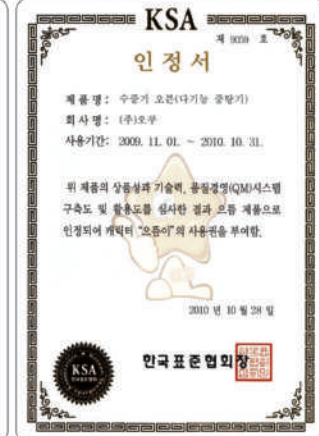 KSA
제 9059 호
인정서
제 품 명 : 수증기 오븐(다기능 중탕기)
회 사 명 : (주)오쿠
사용기간: 2009. 11. 01. ~ 2010. 10. 31.
위 제품의 상품성과 기술력, 품질경영(QM)시스템
구축도 및 활용도를 심사한 결과 으뜸 제품으로
인정되어 캐릭터 "으뜸이"의 사용권을 부여함.
2010 년 10 월 28 일
한국표준협회장
KSA